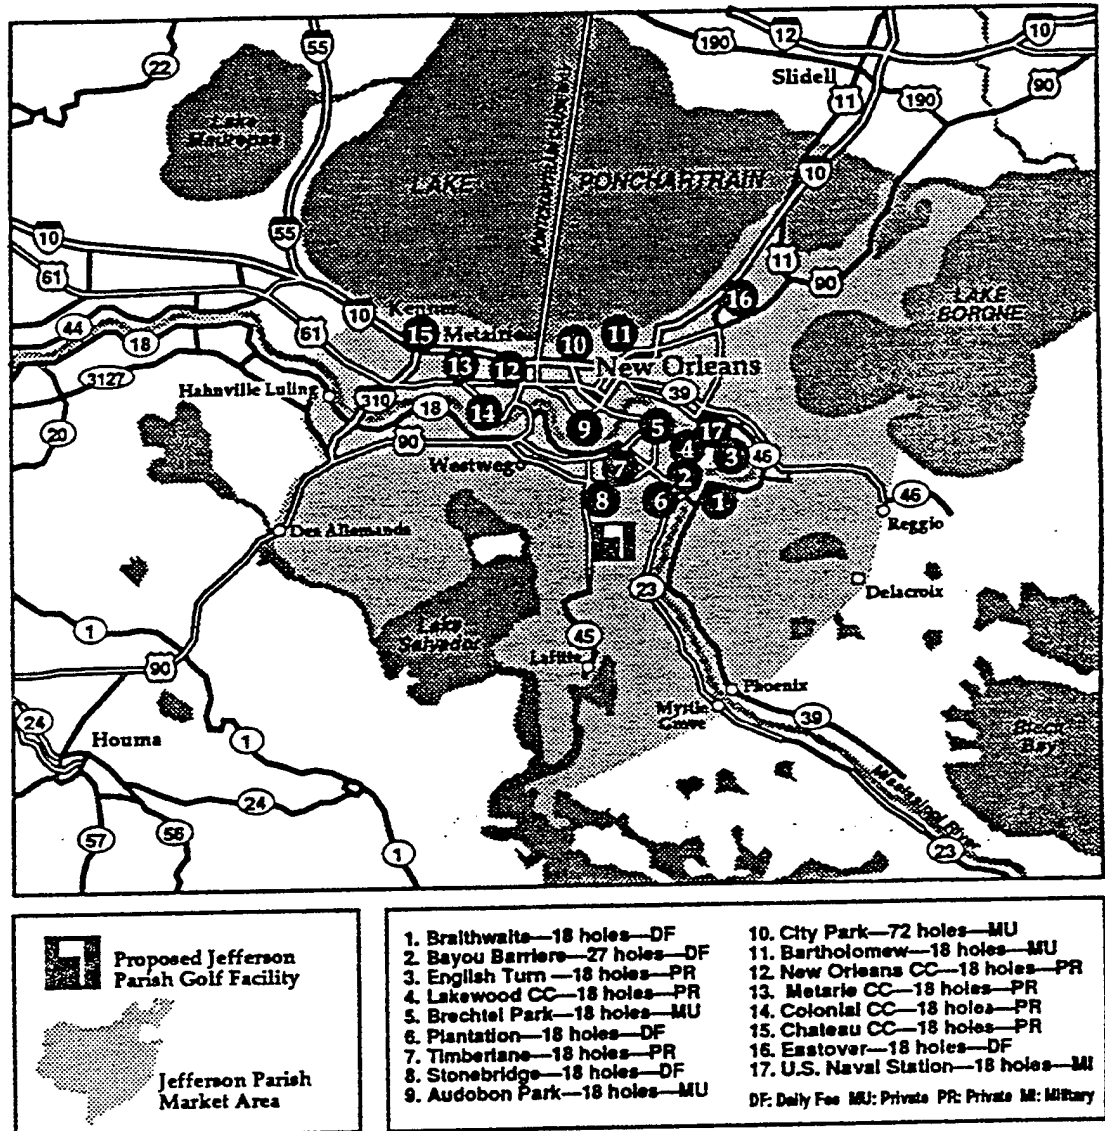 55
22
190
12
10
Slidell
11
190
90
Lake
Maurepas
LAKE PONCHARTRAIN
10
55
10
61
11
90
LAKE
BORGNE
16
10
Kenner
15
Metairie
10
11
44
18
61
13
12
New Orleans
3127
Hahnville Luling
310
18
14
39
20
90
9
5
17
4
3
46
Westwego
7
2
8
6
1
46
Reggio
Des Allemands
23
Delacroix
1
Lake
Salvador
45
Lafitte
90
Phoenix
Myrtle
Grove
39
24
Houma
1
Black
Bay
24
Mississippi River
57
56
1
23
Proposed Jefferson
Parish Golf Facility
Jefferson Parish
Market Area
1. Braithwaite—18 holes—DF
2. Bayou Barriere—27 holes—DF
3. English Turn —18 holes—PR
4. Lakewood CC—18 holes—PR
5. Brechtel Park—18 holes—MU
6. Plantation—18 holes—DF
7. Timberlane—18 holes—PR
8. Stonebridge—18 holes—DF
9. Audobon Park—18 holes—MU
10. City Park—72 holes—MU
11. Bartholomew—18 holes—MU
12. New Orleans CC—18 holes—PR
13. Metarie CC—18 holes—PR
14. Colonial CC—18 holes—PR
15. Chateau CC—18 holes—PR
16. Eastover—18 holes—DF
17. U.S. Naval Station—18 holes—MI
DF: Daily Fee MU: Private PR: Private MI: Military